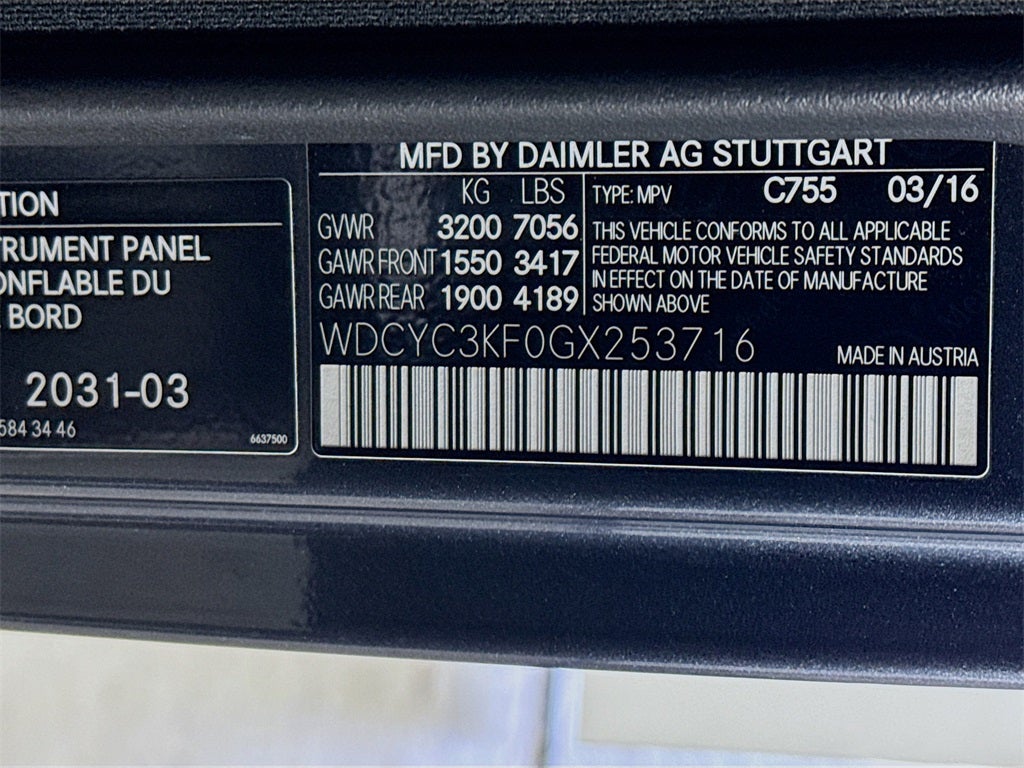 TION
TRUMENT PANEL
ONFLABLE DU
BORD
2031-03
584 34 46
6637500
MFD BY DAIMLER AG STUTTGART
KG LBS
GVWR 3200 7056
GAWR FRONT 1550 3417
GAWR REAR 1900 4189
TYPE: MPV C755 03/16
THIS VEHICLE CONFORMS TO ALL APPLICABLE
FEDERAL MOTOR VEHICLE SAFETY STANDARDS
IN EFFECT ON THE DATE OF MANUFACTURE
SHOWN ABOVE
WDCYC3KF0GX253716
MADE IN AUSTRIA